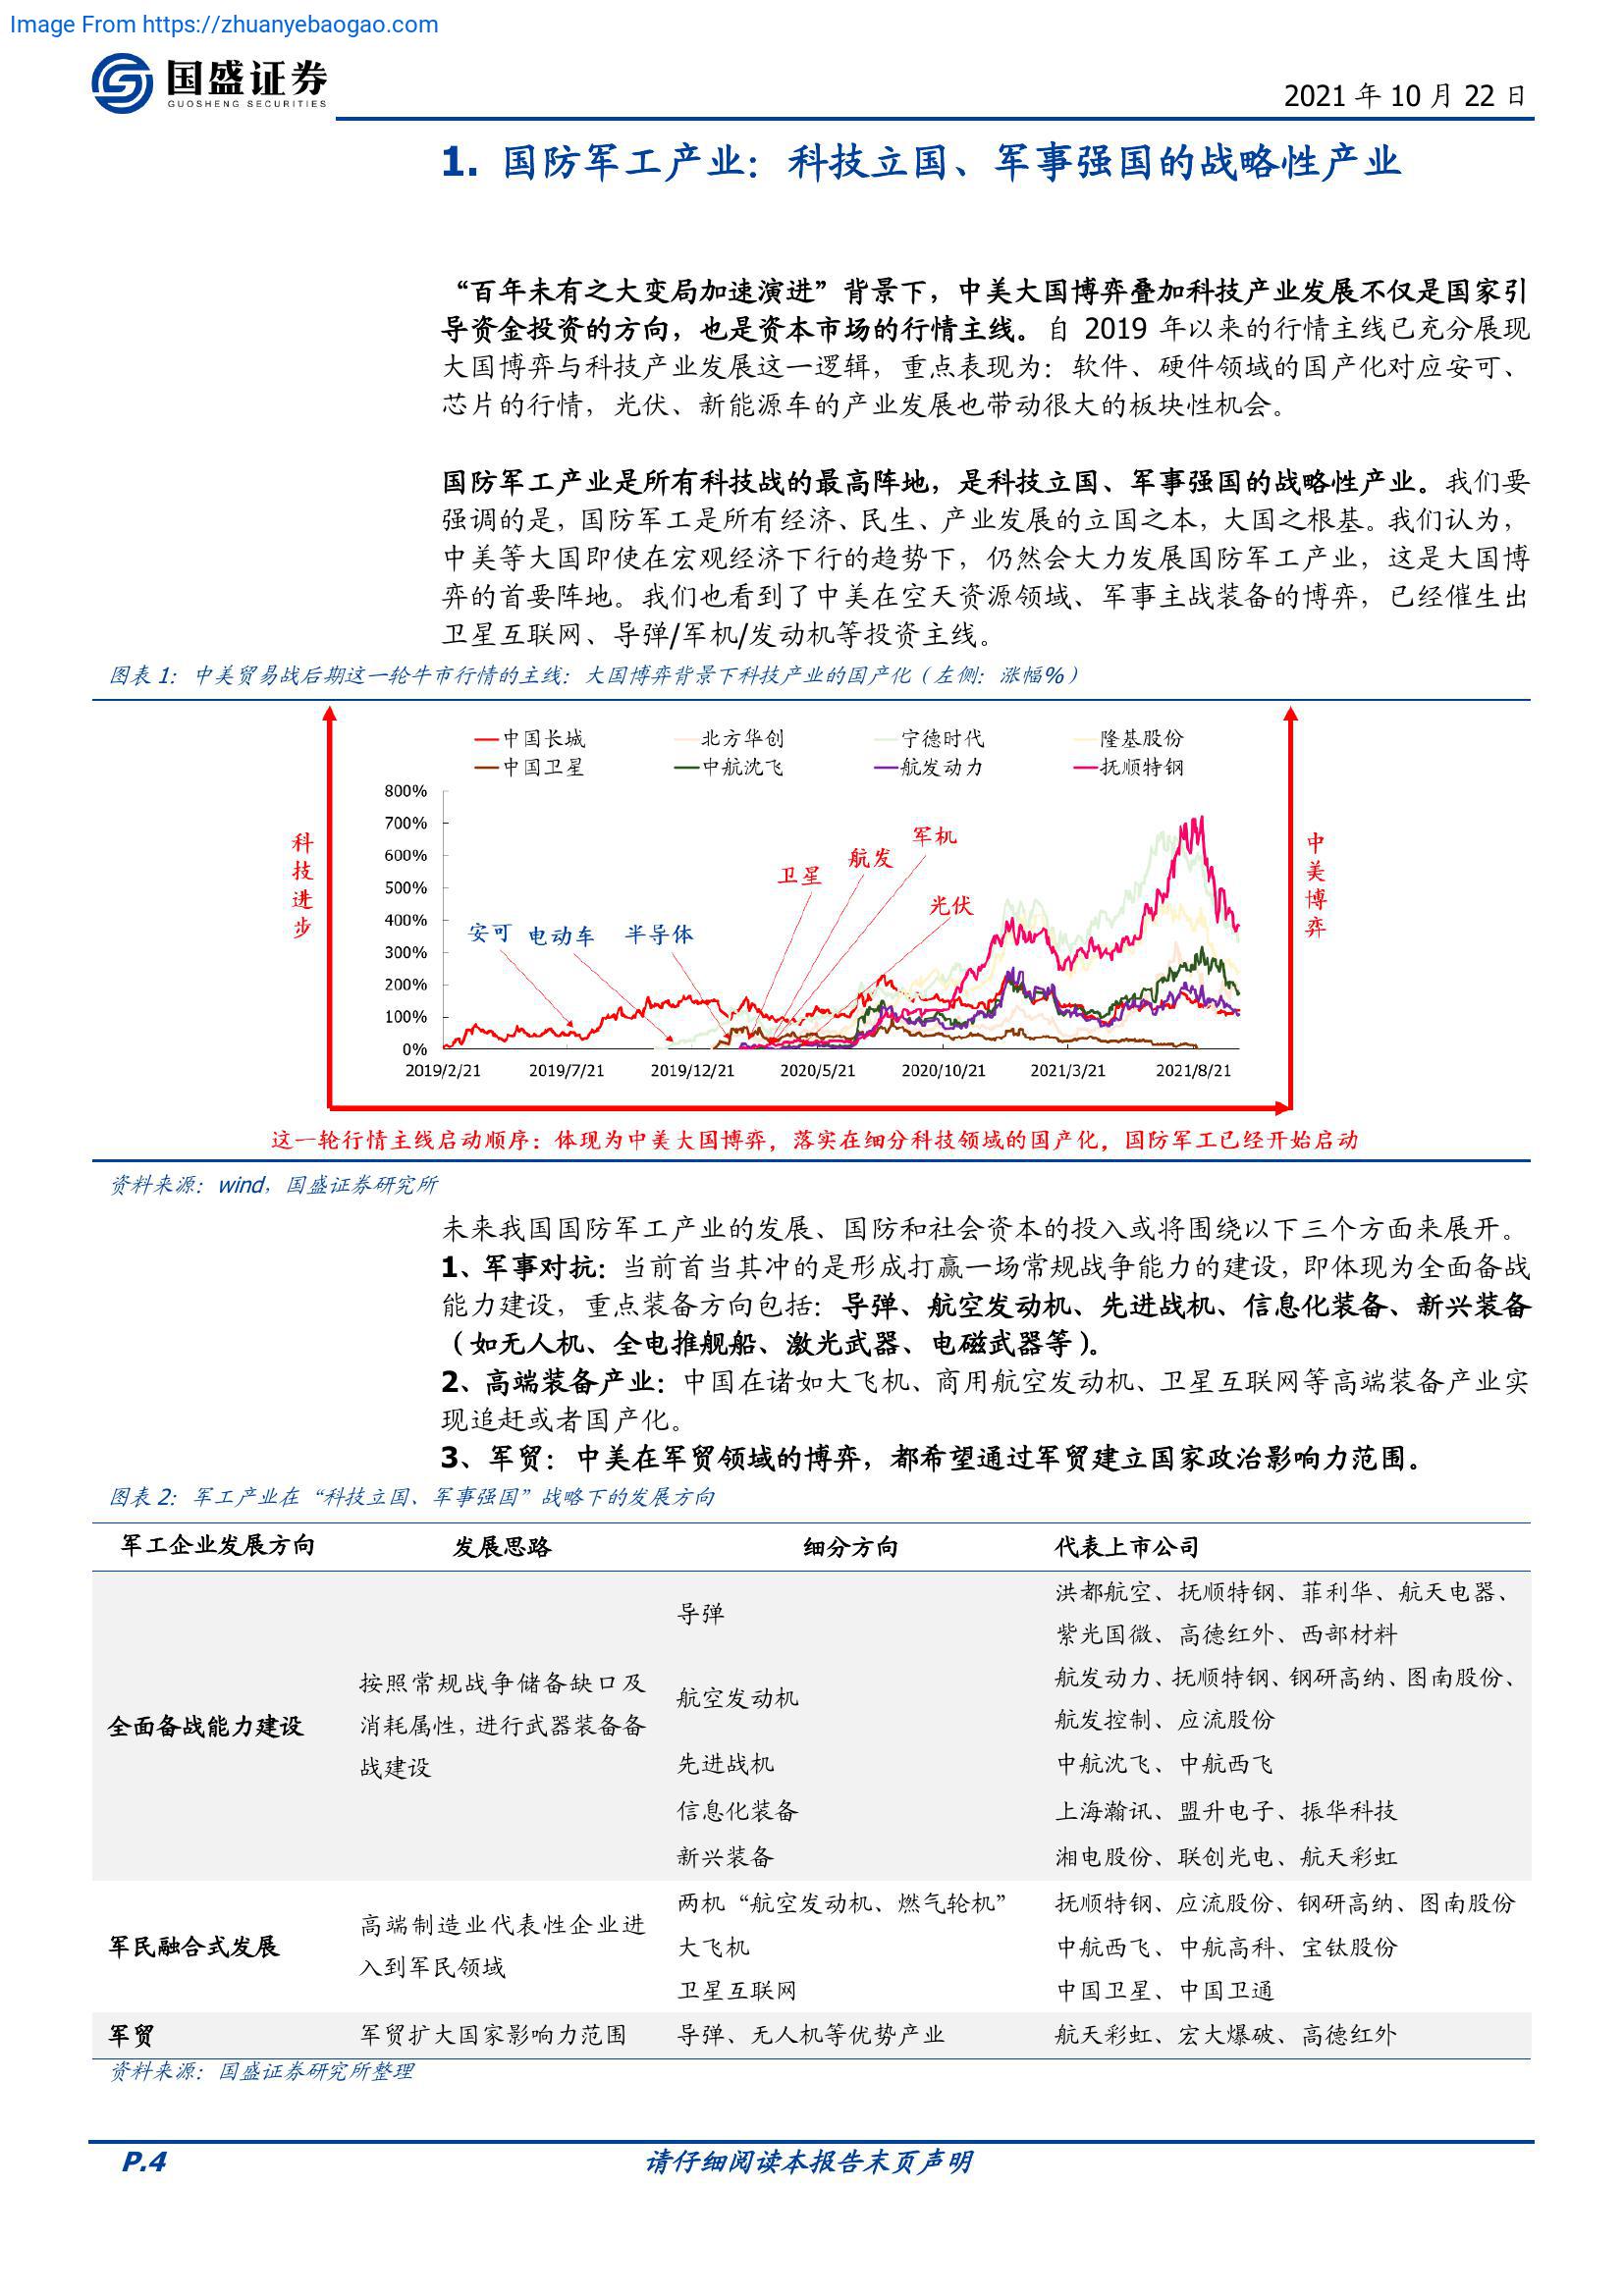 Image From https://zhuanyebaogao.com
国盛证券
GUOSHENG SECURITIES
2021 年 10 月 22 日
1. 国防军工产业：科技立国、军事强国的战略性产业
“百年未有之大变局加速演进”背景下，中美大国博弈叠加科技产业发展不仅是国家引
导资金投资的方向，也是资本市场的行情主线。自 2019 年以来的行情主线已充分展现
大国博弈与科技产业发展这一逻辑，重点表现为：软件、硬件领域的国产化对应安可、
芯片的行情，光伏、新能源车的产业发展也带动很大的板块性机会。
国防军工产业是所有科技战的最高阵地，是科技立国、军事强国的战略性产业。我们要
强调的是，国防军工是所有经济、民生、产业发展的立国之本，大国之根基。我们认为，
中美等大国即使在宏观经济下行的趋势下，仍然会大力发展国防军工产业，这是大国博
弈的首要阵地。我们也看到了中美在空天资源领域、军事主战装备的博弈，已经催生出
卫星互联网、导弹/军机/发动机等投资主线。
图表 1：中美贸易战后期这一轮牛市行情的主线：大国博弈背景下科技产业的国产化（左侧：涨幅%）
中国长城 北方华创 宁德时代 隆基股份
中国卫星 中航沈飞 航发动力 抚顺特钢
800%
700%
600%
500%
400%
300%
200%
100%
0%
科技进步
中美博弈
安可 电动车 半导体
卫星 航发 军机
光伏
2019/2/21 2019/7/21 2019/12/21 2020/5/21 2020/10/21 2021/3/21 2021/8/21
这一轮行情主线启动顺序：体现为中美大国博弈，落实在细分科技领域的国产化，国防军工已经开始启动
资料来源：wind，国盛证券研究所
未来我国国防军工产业的发展、国防和社会资本的投入或将围绕以下三个方面来展开。
1、军事对抗：当前首当其冲的是形成打赢一场常规战争能力的建设，即体现为全面备战
能力建设，重点装备方向包括：导弹、航空发动机、先进战机、信息化装备、新兴装备
（如无人机、全电推舰船、激光武器、电磁武器等）。
2、高端装备产业：中国在诸如大飞机、商用航空发动机、卫星互联网等高端装备产业实
现追赶或者国产化。
3、军贸：中美在军贸领域的博弈，都希望通过军贸建立国家政治影响力范围。
图表 2：军工产业在“科技立国、军事强国”战略下的发展方向
军工企业发展方向 发展思路 细分方向 代表上市公司
全面备战能力建设
按照常规战争储备缺口及
消耗属性，进行武器装备备
战建设
导弹
洪都航空、抚顺特钢、菲利华、航天电器、
紫光国微、高德红外、西部材料
航空发动机
航发动力、抚顺特钢、钢研高纳、图南股份、
航发控制、应流股份
先进战机 中航沈飞、中航西飞
信息化装备 上海瀚讯、盟升电子、振华科技
新兴装备 湘电股份、联创光电、航天彩虹
军民融合式发展
高端制造业代表性企业进
入到军民领域
两机“航空发动机、燃气轮机” 抚顺特钢、应流股份、钢研高纳、图南股份
大飞机 中航西飞、中航高科、宝钛股份
卫星互联网 中国卫星、中国卫通
军贸 军贸扩大国家影响力范围 导弹、无人机等优势产业 航天彩虹、宏大爆破、高德红外
资料来源：国盛证券研究所整理
P.4 请仔细阅读本报告末页声明